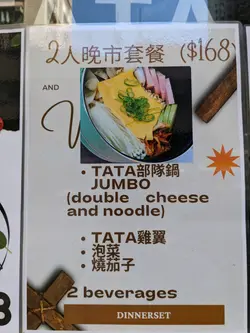 TATA
2人晚市套餐 ($168)
AND
• TATA部隊鍋
JUMBO
(double cheese
and noodle)
• TATA雞翼
• 泡菜
• 燒茄子
2 beverages
DINNERSET